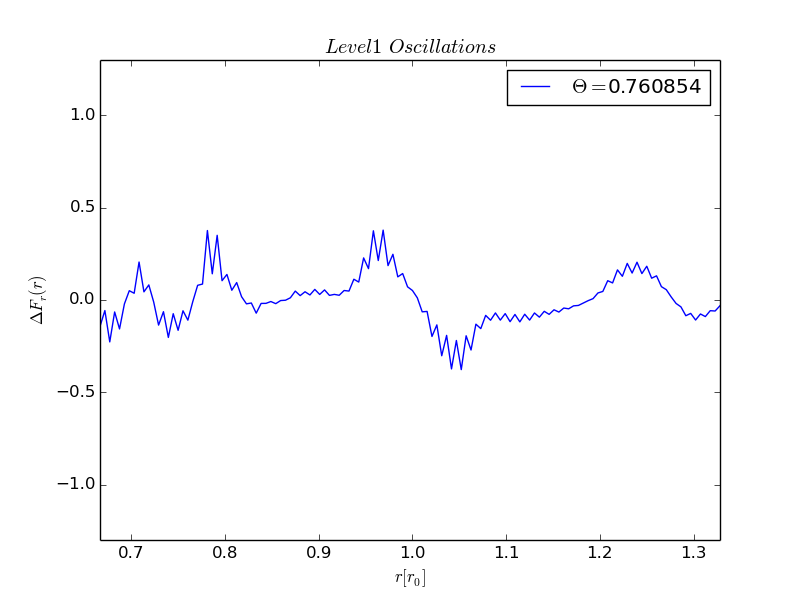 Level1 Oscillations
Θ =0.760854
1.0
0.5
0.0
−0.5
−1.0
ΔF_r(r)
0.7 0.8 0.9 1.0 1.1 1.2 1.3
r[r_0]